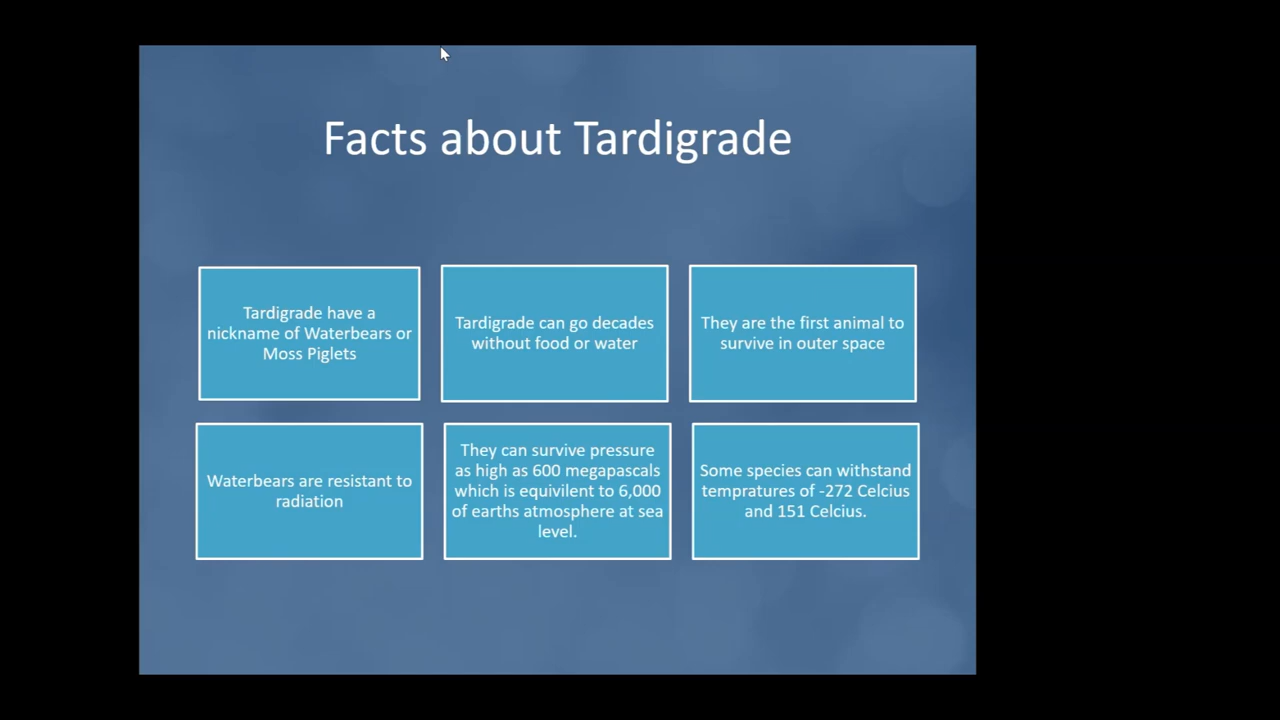 Facts about Tardigrade
Tardigrade have a
nickname of Waterbears or
Moss Piglets
Tardigrade can go decades
without food or water
They are the first animal to
survive in outer space
Waterbears are resistant to
radiation
They can survive pressure
as high as 600 megapascals
which is equivilent to 6,000
of earths atmosphere at sea
level.
Some species can withstand
tempratures of -272 Celcius
and 151 Celcius.